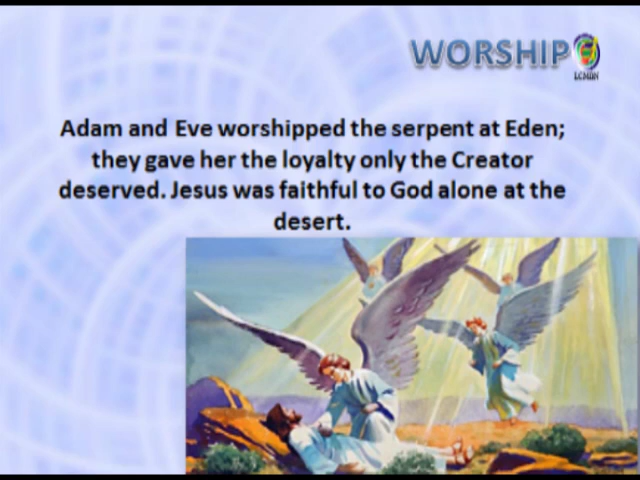 WORSHIP
LCMBN
Adam and Eve worshipped the serpent at Eden;
they gave her the loyalty only the Creator
deserved. Jesus was faithful to God alone at the
desert.